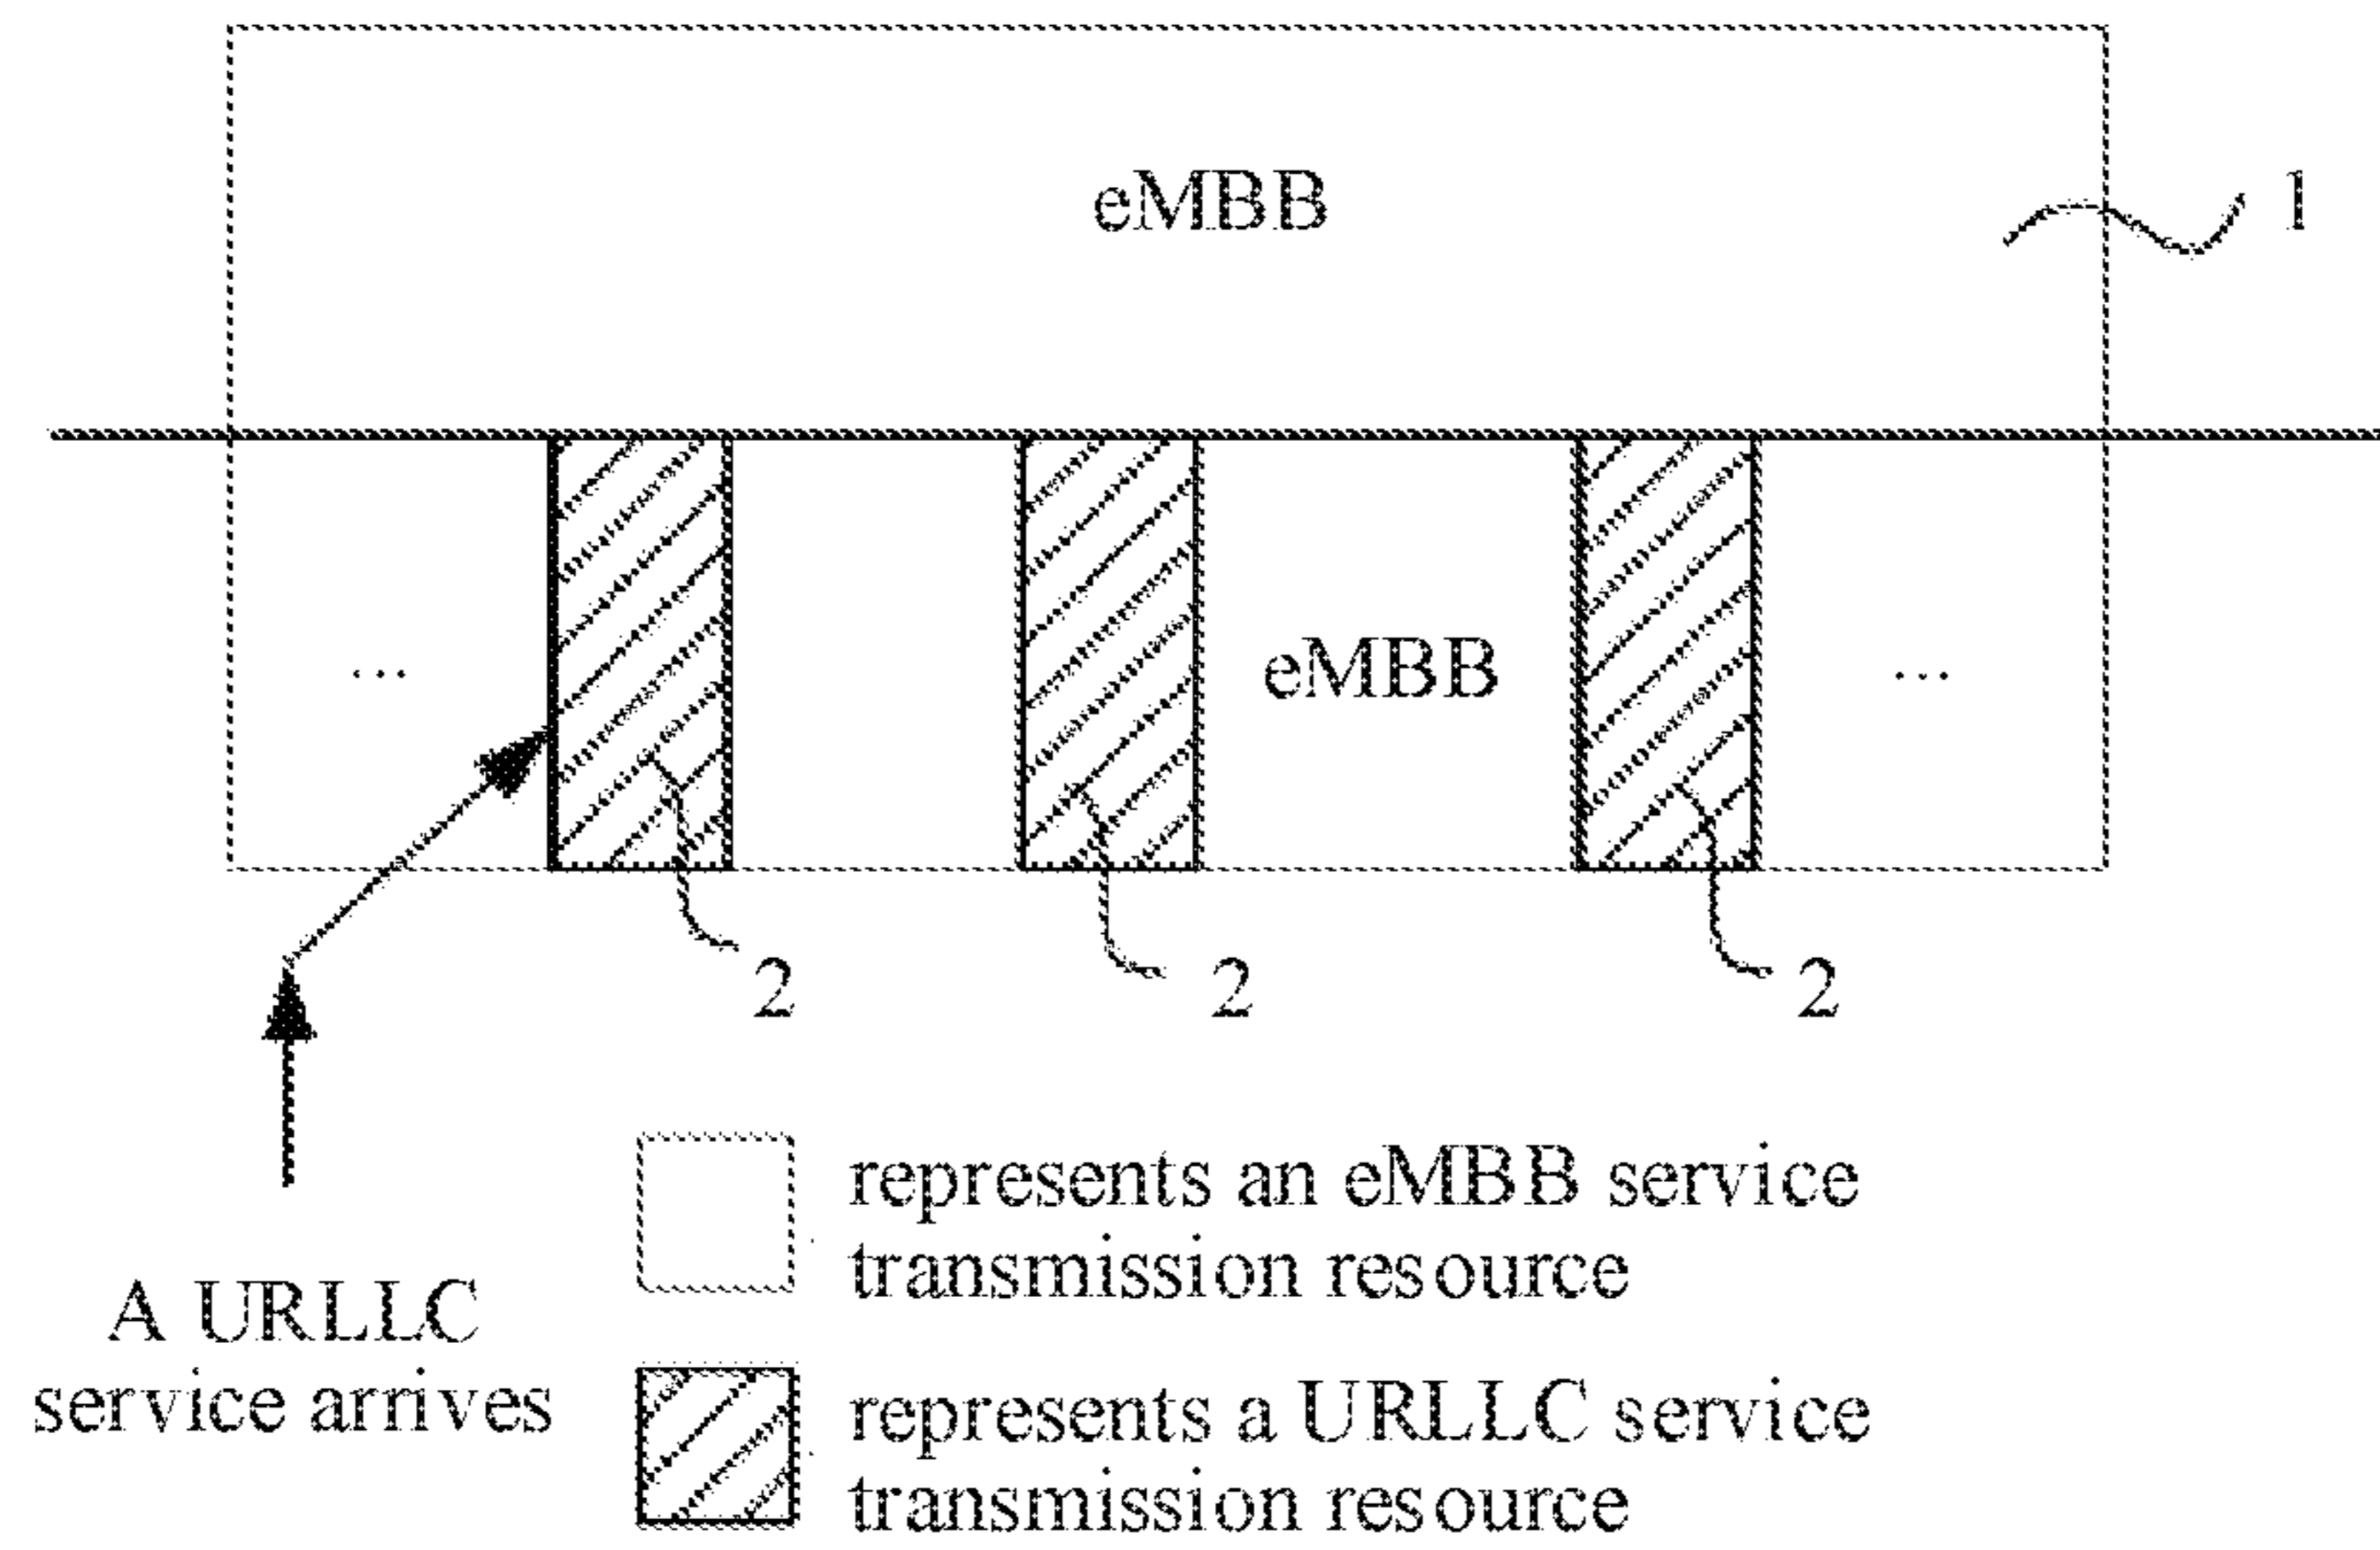 eMBB
1
...
eMBB
...
2
2
2
represents an eMBB service
transmission resource
A URLLC
service arrives
represents a URLLC service
transmission resource